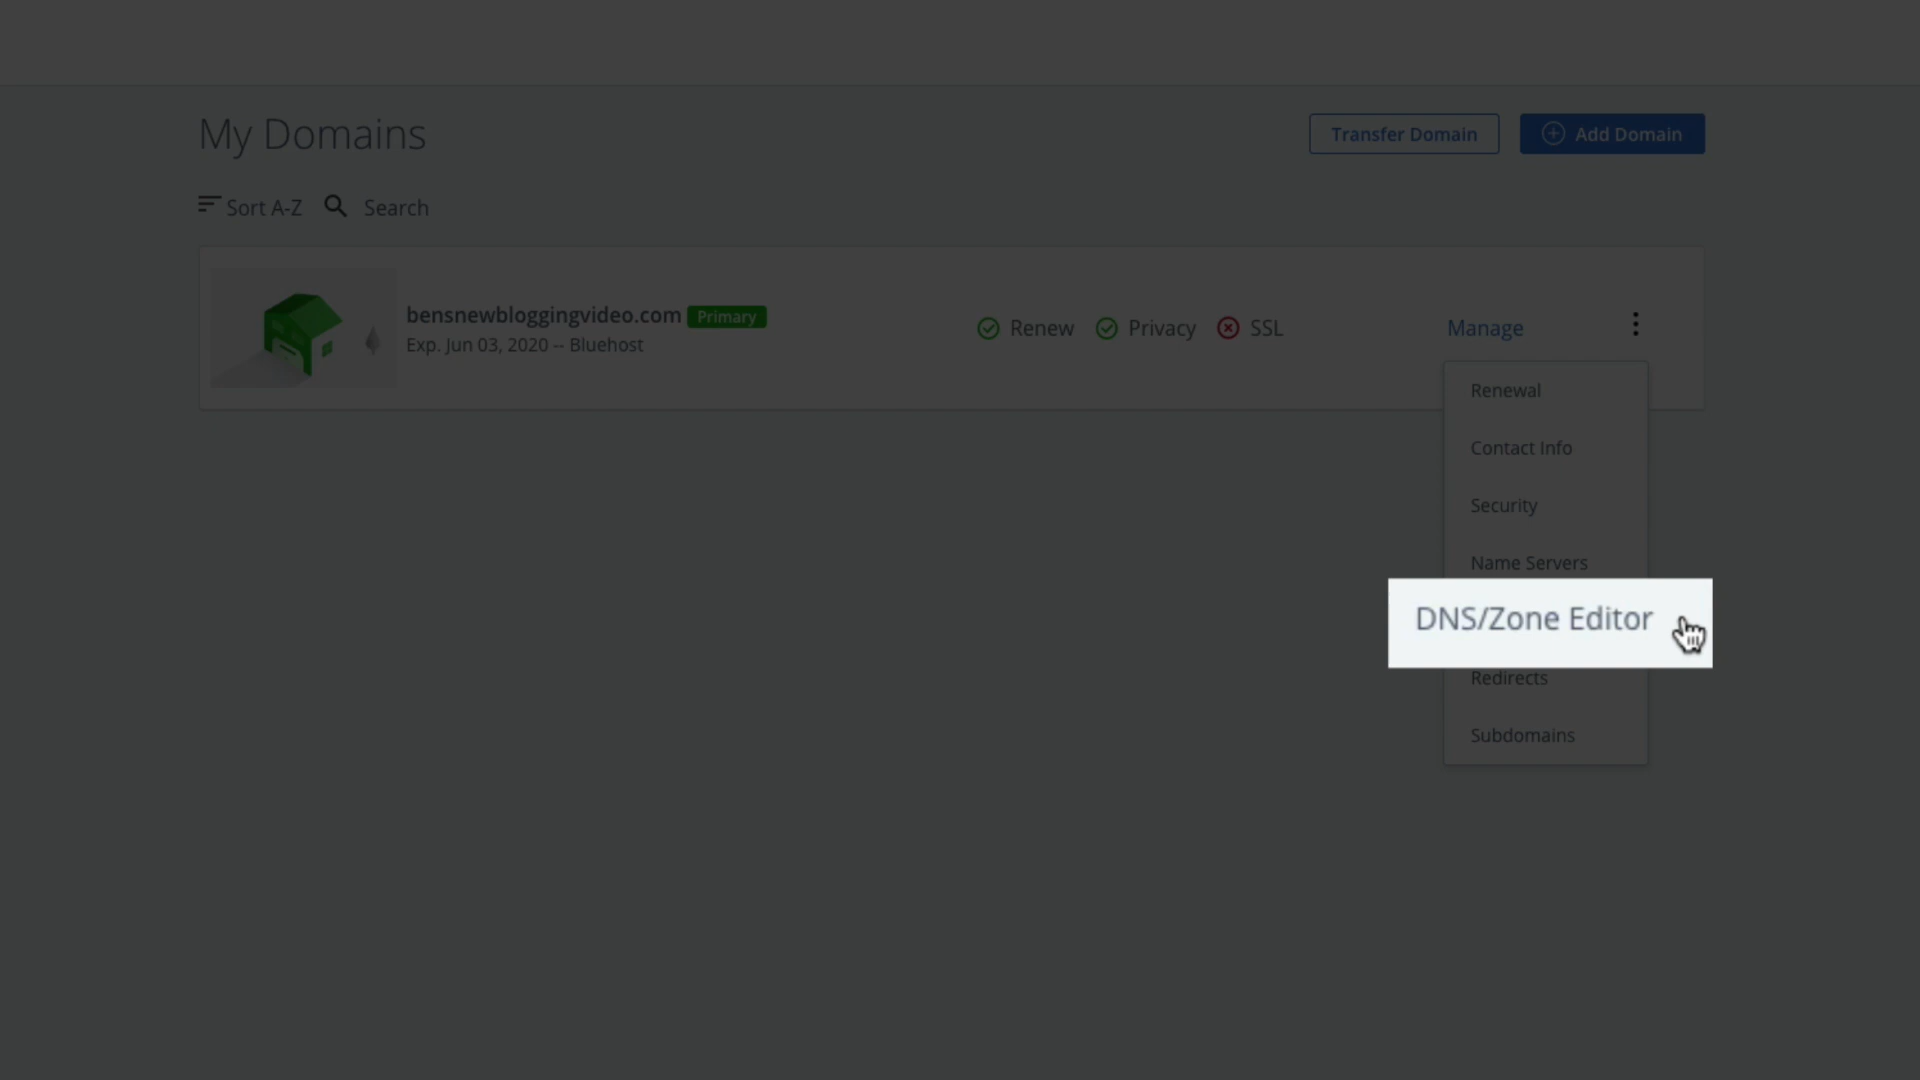 My Domains
Transfer Domain
Add Domain
Sort A-Z
Search
bensnewbloggingvideo.com Primary
Exp. Jun 03, 2020 -- Bluehost
Renew
Privacy
SSL
Manage
Renewal
Contact Info
Security
Name Servers
DNS/Zone Editor
Redirects
Subdomains